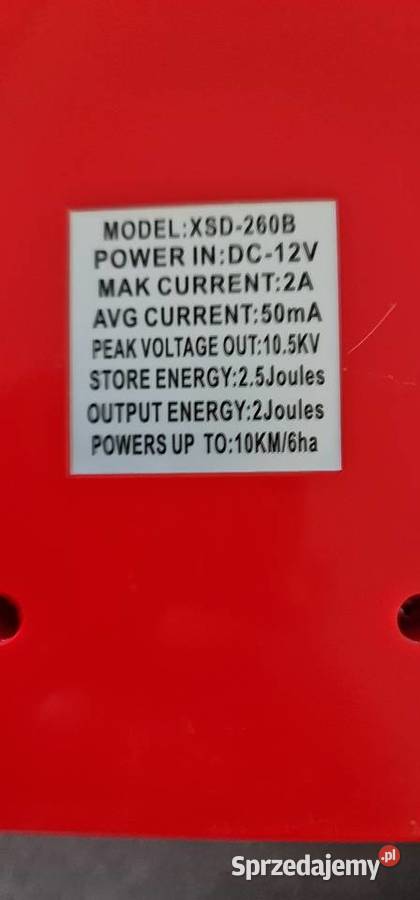 MODEL:XSD-260B
POWER IN:DC-12V
MAK CURRENT:2A
AVG CURRENT:50mA
PEAK VOLTAGE OUT:10.5KV
STORE ENERGY:2.5Joules
OUTPUT ENERGY:2Joules
POWERS UP TO:10KM/6ha
Sprzedajemy.pl